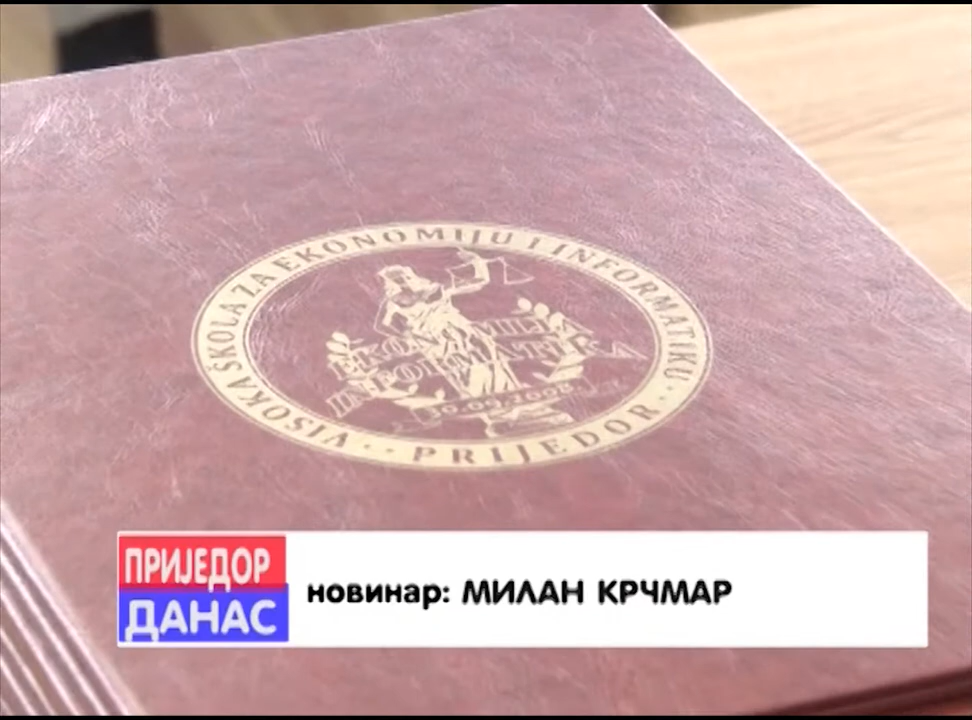 VISOKA ŠKOLA ZA EKONOMIJU I INFORMATIKU
· PRIJEDOR ·
EKONOMIJA
INFORMATIKA
ПРИЈЕДОР
ДАНАС
новинар: МИЛАН КРЧМАР